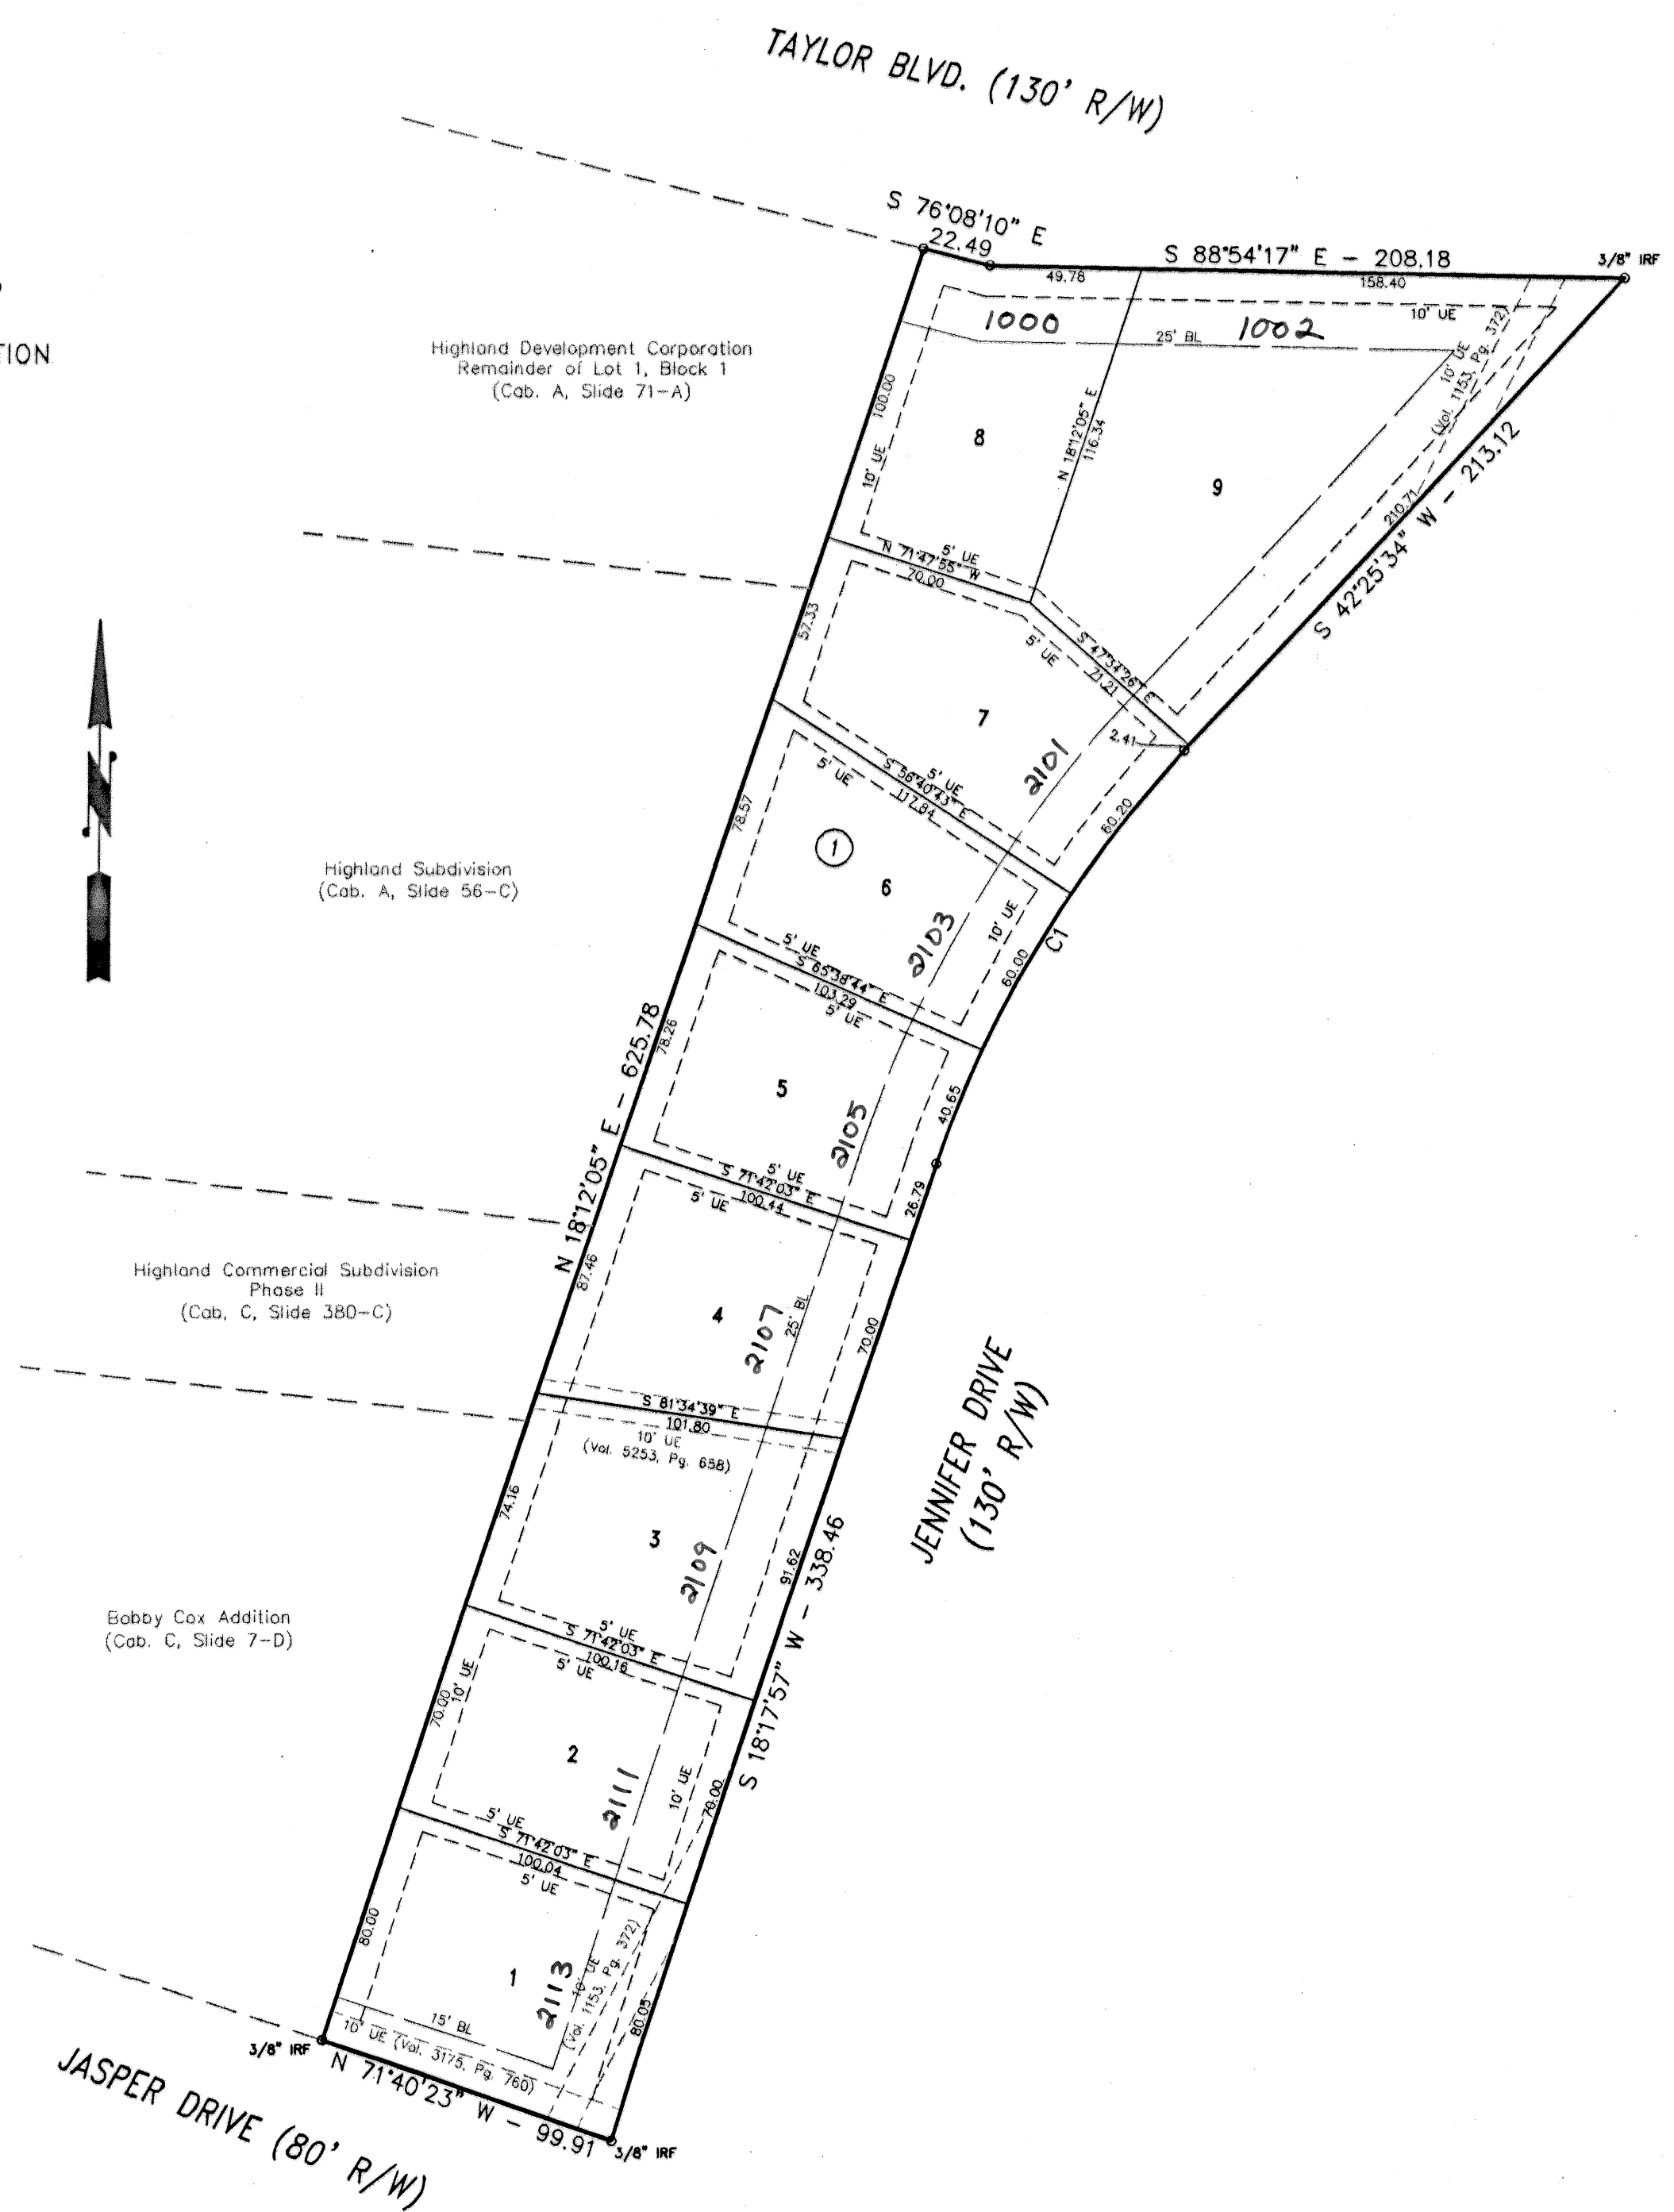 TAYLOR BLVD. (130' R/W)
S 76°08'10" E
22.49
S 88°54'17" E - 208.18
3/8" IRF
49.78
158.40
10' UE
1000
1002
25' BL
TION
Highland Development Corporation
Remainder of Lot 1, Block 1
(Cab. A, Slide 71-A)
100.00
10' UE
8
N 18°12'05" E
116.34
9
10' UE
(Vol. 1153, Pg. 372)
210.71
S 42°25'34" W - 213.12
5' UE
N 71°47'55" W
70.00
57.33
5' UE
S 47°34'26" E
71.21
7
2.41
2101
5' UE
S 56°40'43" E
117.84
5' UE
60.20
78.57
1
6
Highland Subdivision
(Cab. A, Slide 56-C)
2103
10' UE
C1
60.00
5' UE
S 65°38'44" E
103.29
5' UE
N 18°12'05" E - 625.78
78.26
5
2105
40.65
5' UE
S 71°42'03" E
100.44
5' UE
26.79
87.46
Highland Commercial Subdivision
Phase II
(Cab. C, Slide 380-C)
4
2107
25' BL
70.00
JENNIFER DRIVE
(130' R/W)
S 81°34'39" E
101.80
10' UE
(Vol. 5253, Pg. 658)
74.16
3
2109
91.62
S 18°17'57" W - 338.46
Bobby Cox Addition
(Cab. C, Slide 7-D)
5' UE
S 71°42'03" E
100.16
5' UE
70.00
10' UE
2
2111
10' UE
70.00
5' UE
S 71°42'03" E
100.04
5' UE
80.00
1
2113
10' UE
(Vol. 1153, Pg. 372)
80.05
15' BL
10' UE (Vol. 3175, Pg. 760)
3/8" IRF
N 71°40'23" W - 99.91
3/8" IRF
JASPER DRIVE (80' R/W)